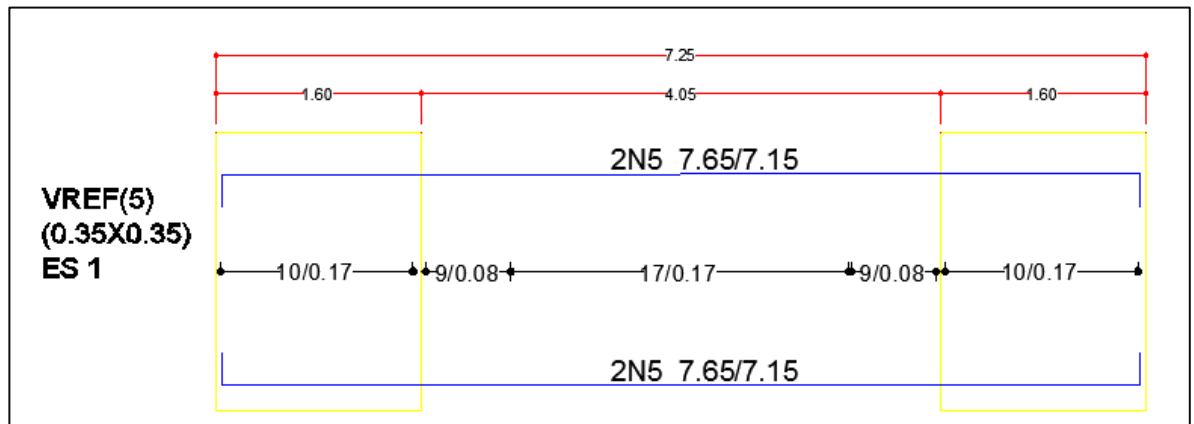 7.25
1.60 4.05 1.60
2N5 7.65/7.15
VREF(5)
(0.35X0.35)
ES 1
10/0.17 9/0.08 17/0.17 9/0.08 10/0.17
2N5 7.65/7.15